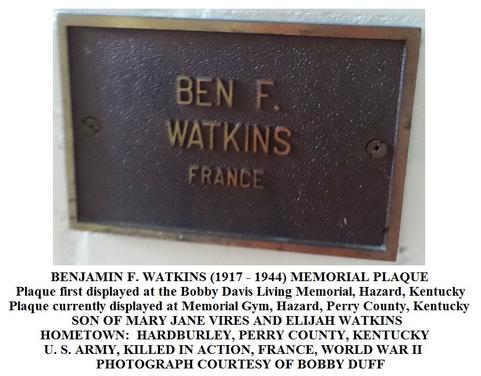 BEN F.
WATKINS
FRANCE
BENJAMIN F. WATKINS (1917 - 1944) MEMORIAL PLAQUE
Plaque first displayed at the Bobby Davis Living Memorial, Hazard, Kentucky
Plaque currently displayed at Memorial Gym, Hazard, Perry County, Kentucky
SON OF MARY JANE VIRES AND ELIJAH WATKINS
HOMETOWN: HARDBURLEY, PERRY COUNTY, KENTUCKY
U. S. ARMY, KILLED IN ACTION, FRANCE, WORLD WAR II
PHOTOGRAPH COURTESY OF BOBBY DUFF